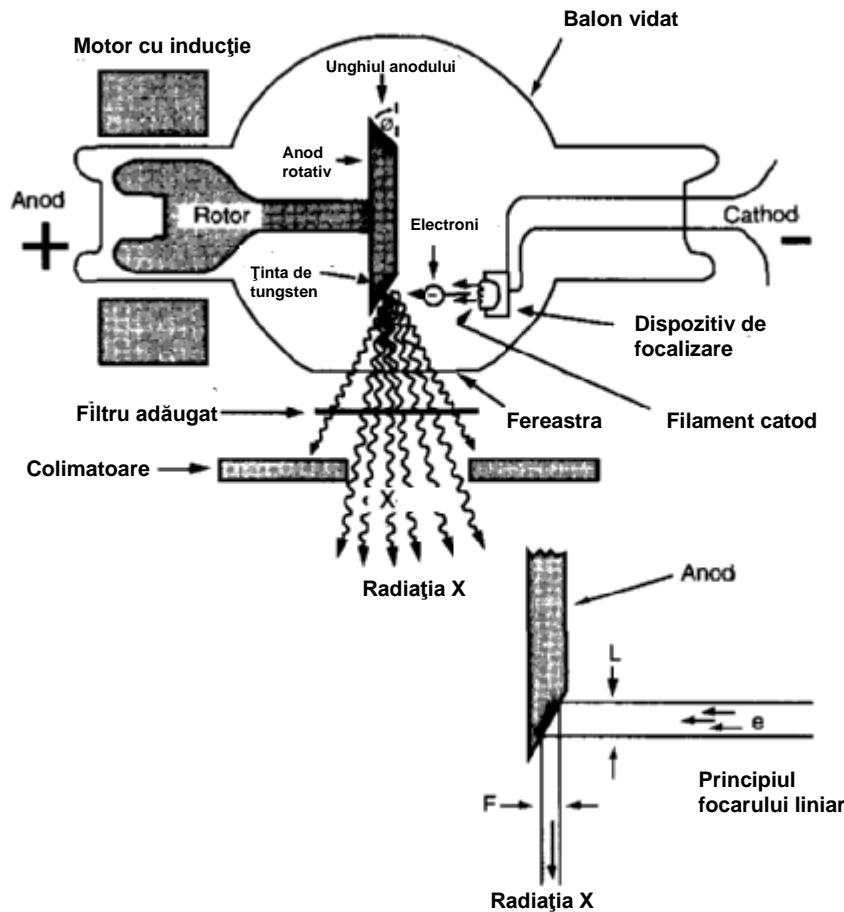 Balon vidat
Motor cu inducţie
Unghiul anodului
Ø
Anod
rotativ
Anod
+
Rotor
Electroni
Cathod
−
Ţinta de
tungsten
−
Dispozitiv de
focalizare
Filtru adăugat
Fereastra
Filament catod
Colimatoare
X
Radiaţia X
Anod
L
e
Principiul
focarului liniar
F
Radiaţia X